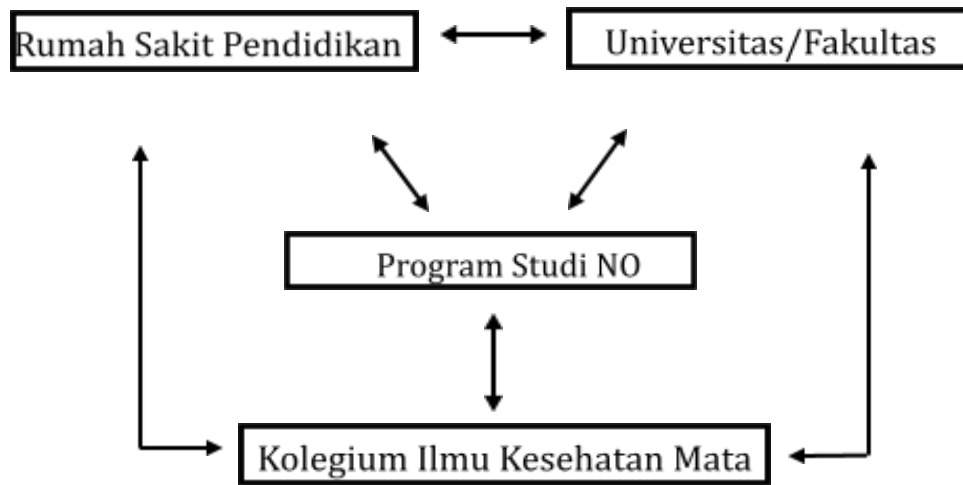 Rumah Sakit Pendidikan
Universitas/Fakultas
Program Studi NO
Kolegium Ilmu Kesehatan Mata